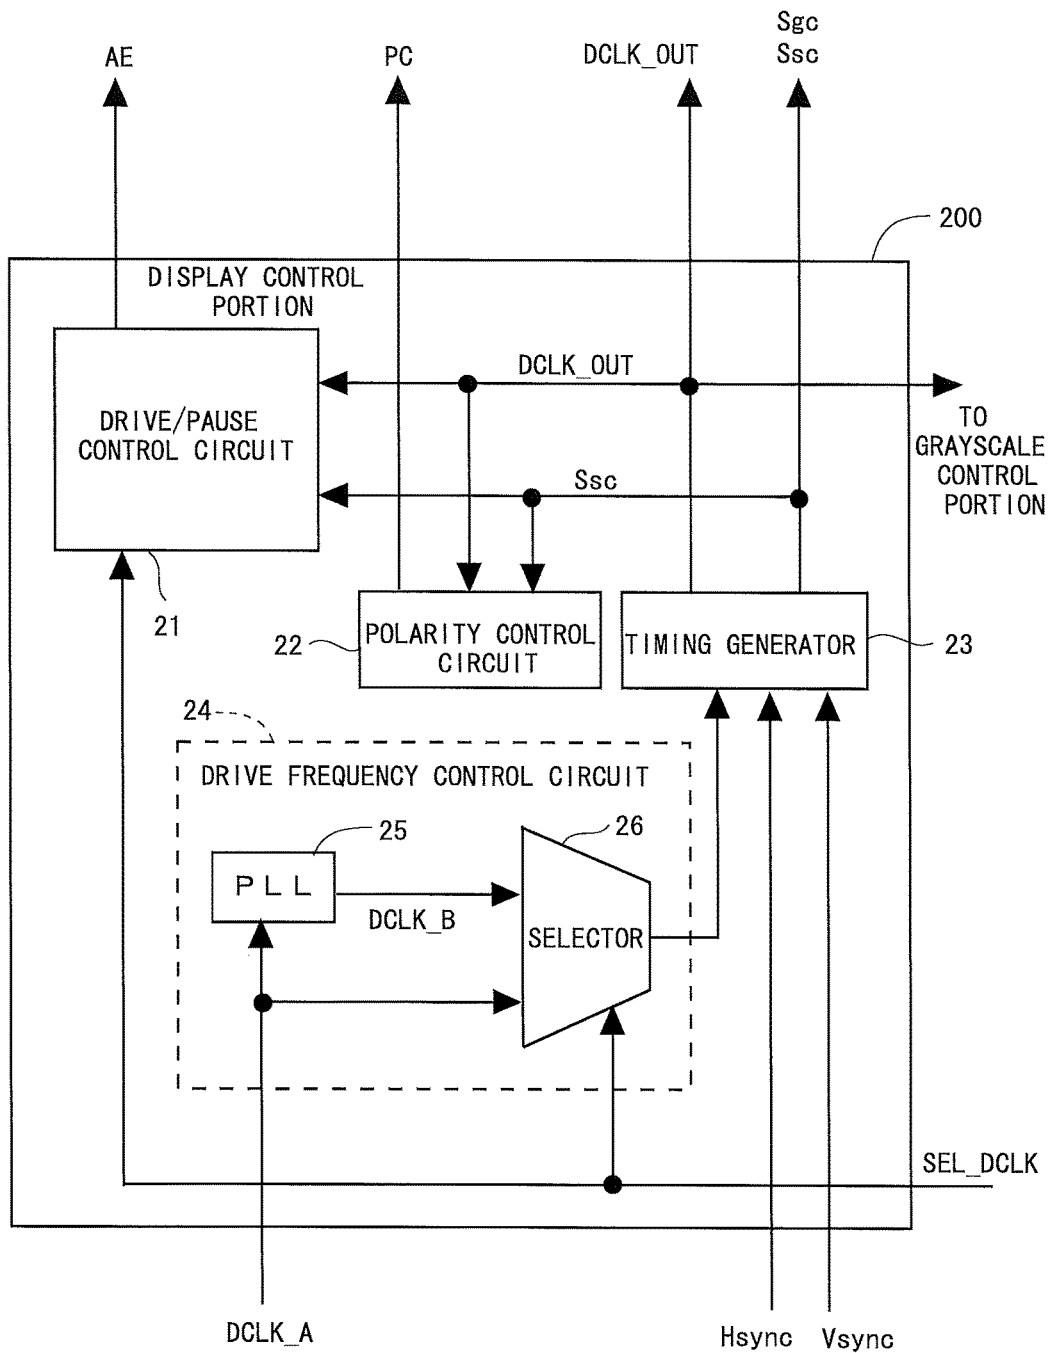 Sgc
AE
PC
DCLK_OUT
Ssc
200
DISPLAY CONTROL
PORTION
DCLK_OUT
DRIVE/PAUSE
CONTROL CIRCUIT
TO
GRAYSCALE
CONTROL
PORTION
Ssc
21
22
POLARITY CONTROL
CIRCUIT
TIMING GENERATOR
23
24
DRIVE FREQUENCY CONTROL CIRCUIT
25
26
PLL
DCLK_B
SELECTOR
SEL_DCLK
DCLK_A
Hsync
Vsync